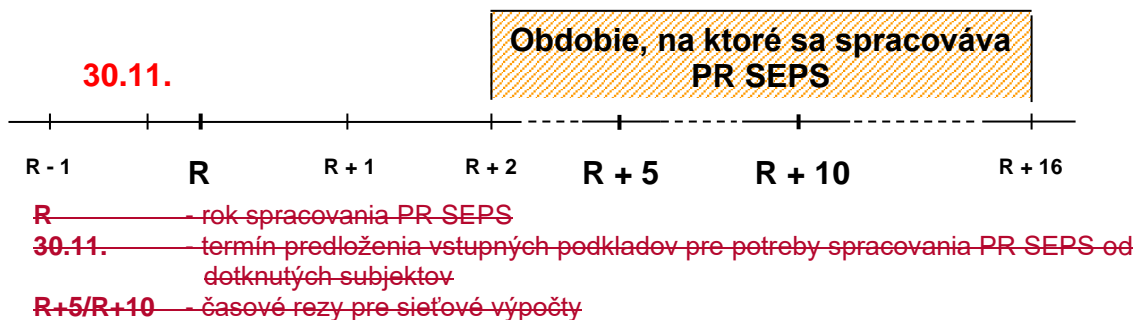 Obdobie, na ktoré sa spracováva
PR SEPS
30.11.
R - 1 R R + 1 R + 2 R + 5 R + 10 R + 16
R - rok spracovania PR SEPS
30.11. - termín predloženia vstupných podkladov pre potreby spracovania PR SEPS od
dotknutých subjektov
R+5/R+10 - časové rezy pre sieťové výpočty